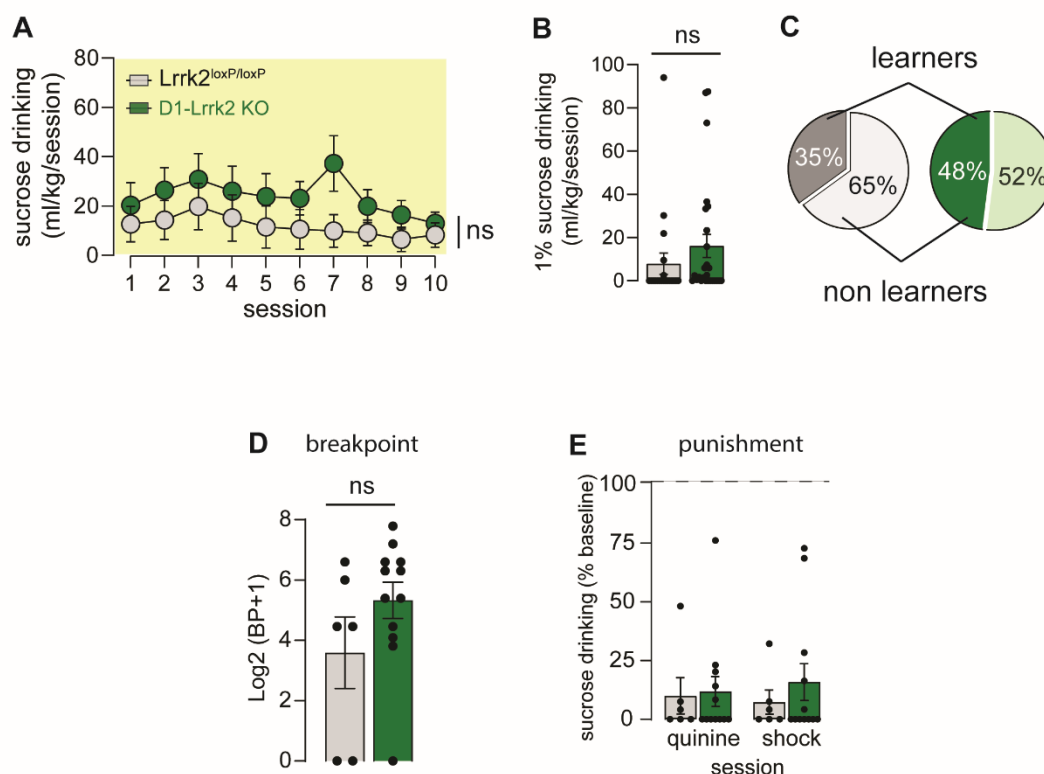 A
sucrose drinking
(ml/kg/session)
80
60
40
20
0
Lrrk2loxP/loxP
D1-Lrrk2 KO
ns
1 2 3 4 5 6 7 8 9 10
session
B
ns
1% sucrose drinking
(ml/kg/session)
100
80
60
40
20
0
C
learners
35%
65%
48%
52%
non learners
D
breakpoint
ns
Log2 (BP+1)
8
6
4
2
0
E
punishment
sucrose drinking (% baseline)
100
75
50
25
0
quinine shock
session